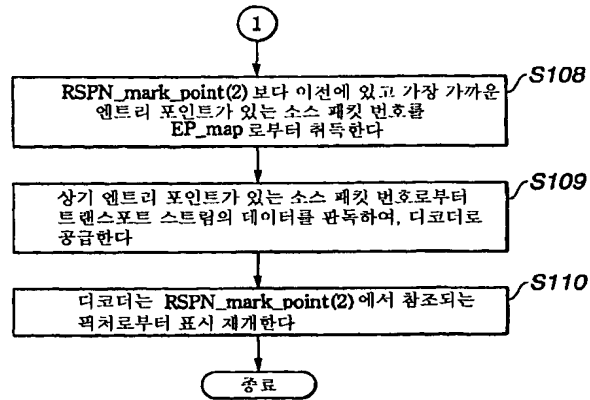 1
RSPN_mark_point(2) 보다 이전에 있고 가장 가까운
엔트리 포인트가 있는 소스 패킷 번호를
EP_map 로부터 취득한다
S108
상기 엔트리 포인트가 있는 소스 패킷 번호로부터
트랜스포트 스트림의 데이터를 판독하여, 디코더로
공급한다
S109
디코더는 RSPN_mark_point(2) 에서 참조되는
픽처로부터 표시 재개한다
S110
종료